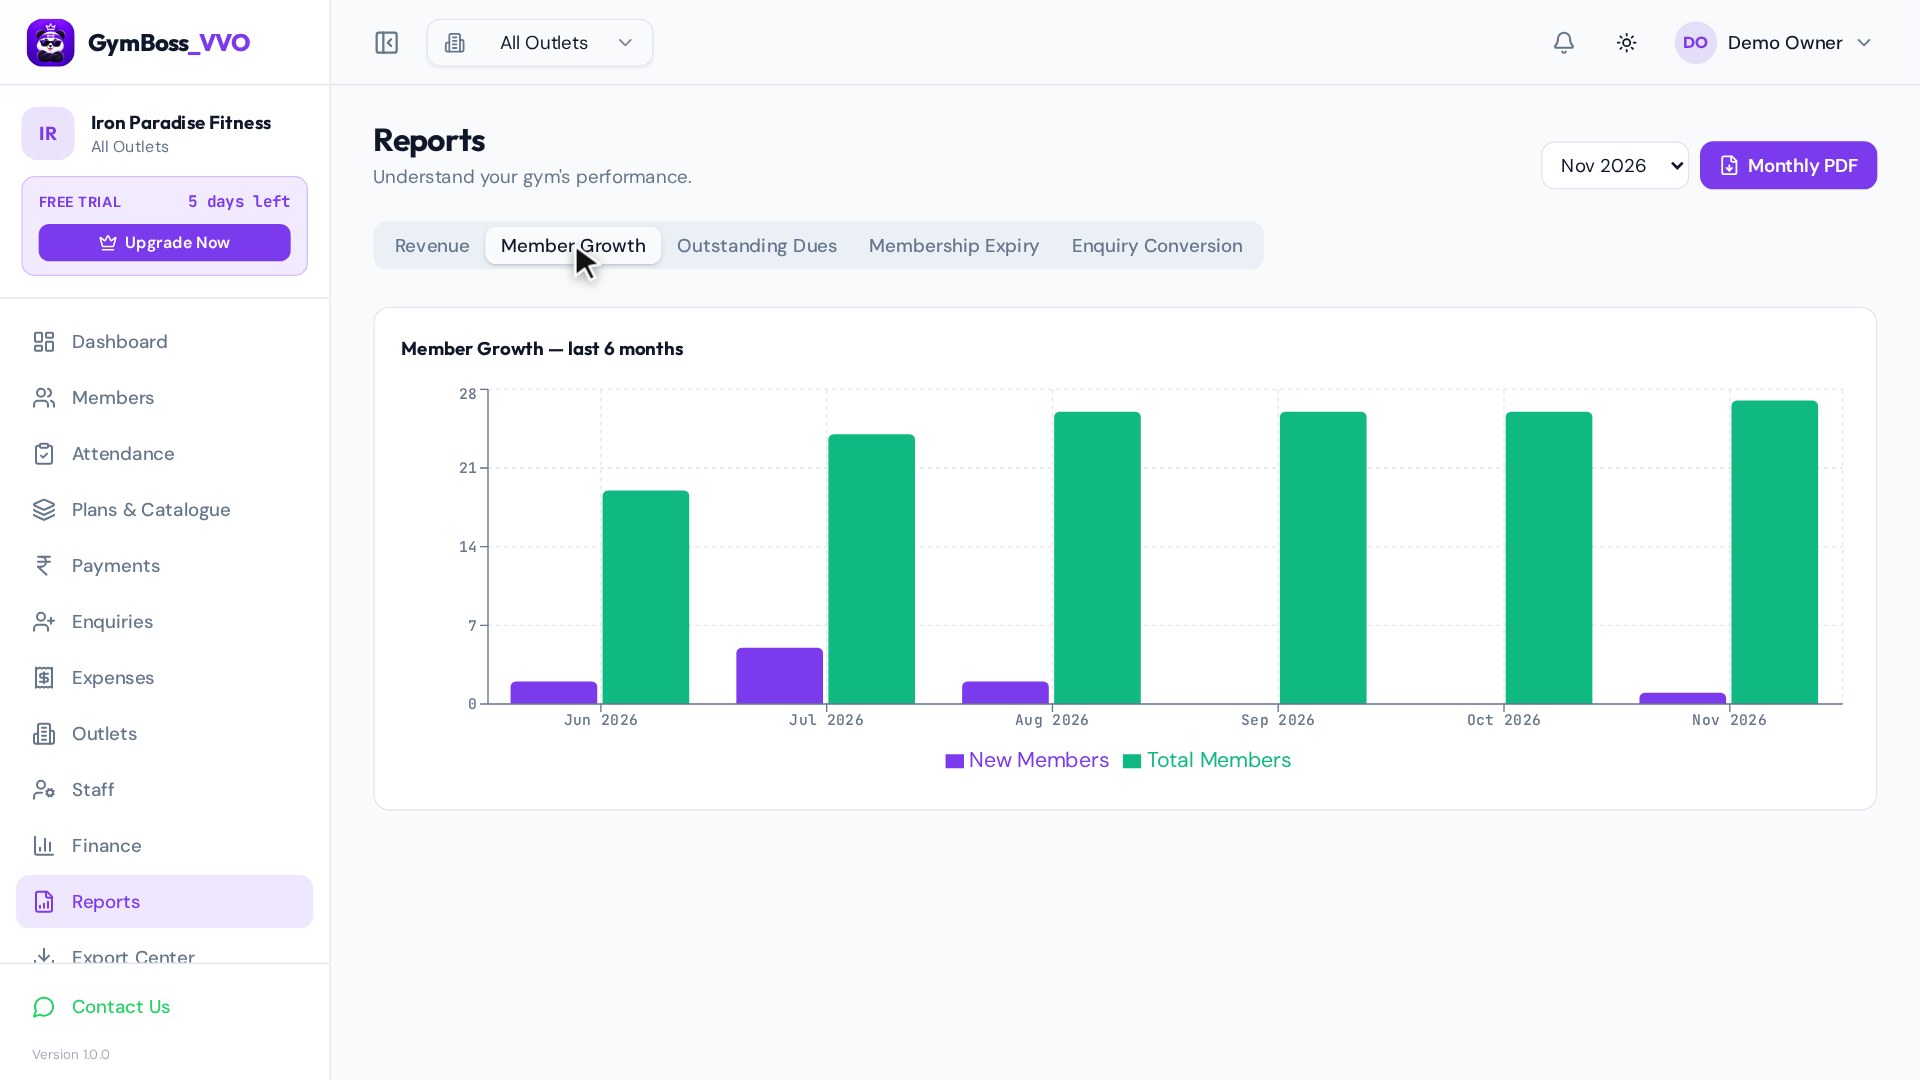 GymBoss_VVO
All Outlets
DO Demo Owner
IR
Iron Paradise Fitness
All Outlets
FREE TRIAL 5 days left
Upgrade Now
Dashboard
Members
Attendance
Plans & Catalogue
Payments
Enquiries
Expenses
Outlets
Staff
Finance
Reports
Export Center
Contact Us
Version 1.0.0
Reports
Understand your gym's performance.
Nov 2026
Monthly PDF
Revenue Member Growth Outstanding Dues Membership Expiry Enquiry Conversion
Member Growth — last 6 months
28
21
14
7
0
Jun 2026 Jul 2026 Aug 2026 Sep 2026 Oct 2026 Nov 2026
New Members Total Members